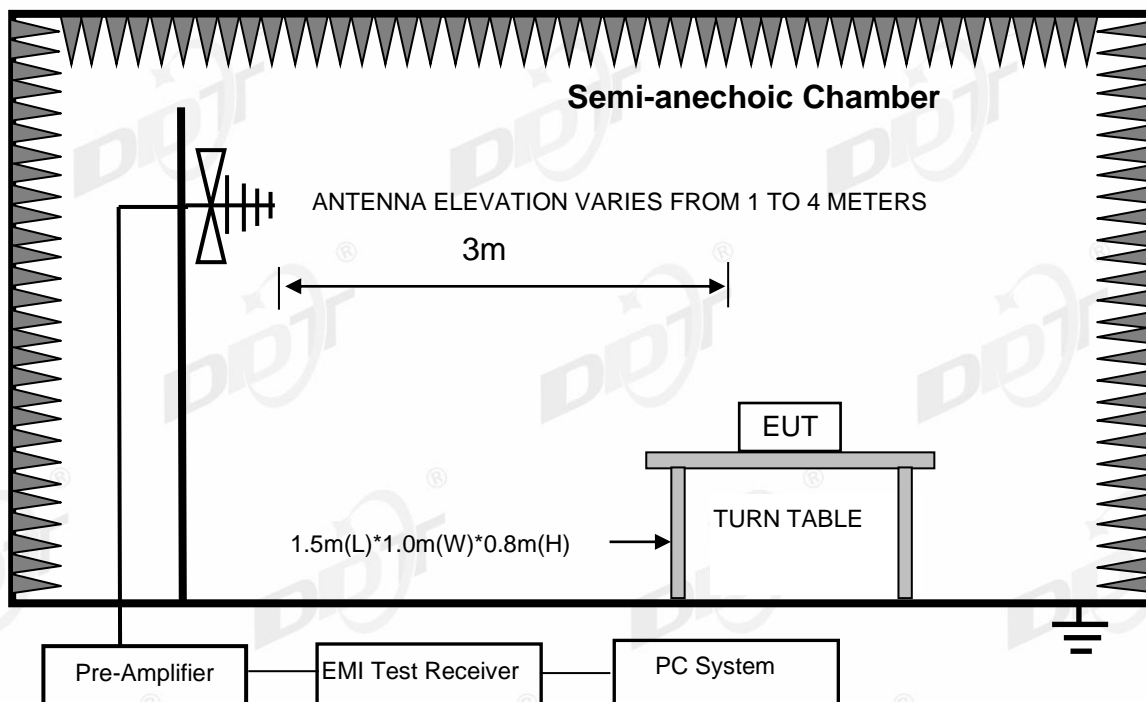 Semi-anechoic Chamber
ANTENNA ELEVATION VARIES FROM 1 TO 4 METERS
3m
EUT
TURN TABLE
1.5m(L)*1.0m(W)*0.8m(H)
Pre-Amplifier
EMI Test Receiver
PC System
DDT